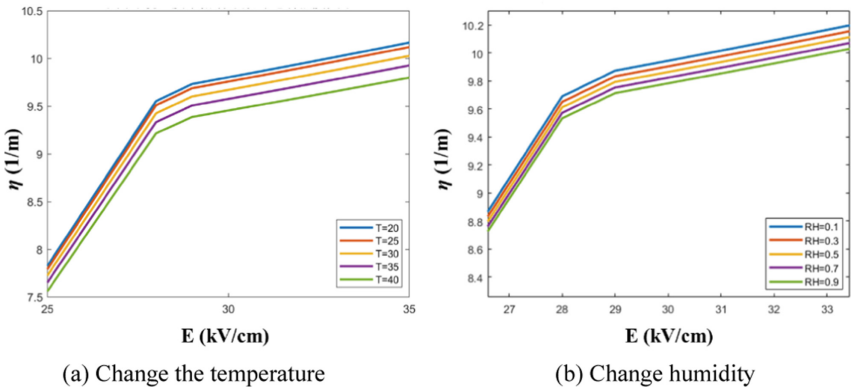 10.5
10
9.5
9
8.5
8
7.5
η (1/m)
25
30
35
E (kV/cm)
T=20
T=25
T=30
T=35
T=40
(a) Change the temperature
10.2
10
9.8
9.6
9.4
9.2
9
8.8
8.6
8.4
η (1/m)
27
28
29
30
31
32
33
E (kV/cm)
RH=0.1
RH=0.3
RH=0.5
RH=0.7
RH=0.9
(b) Change humidity